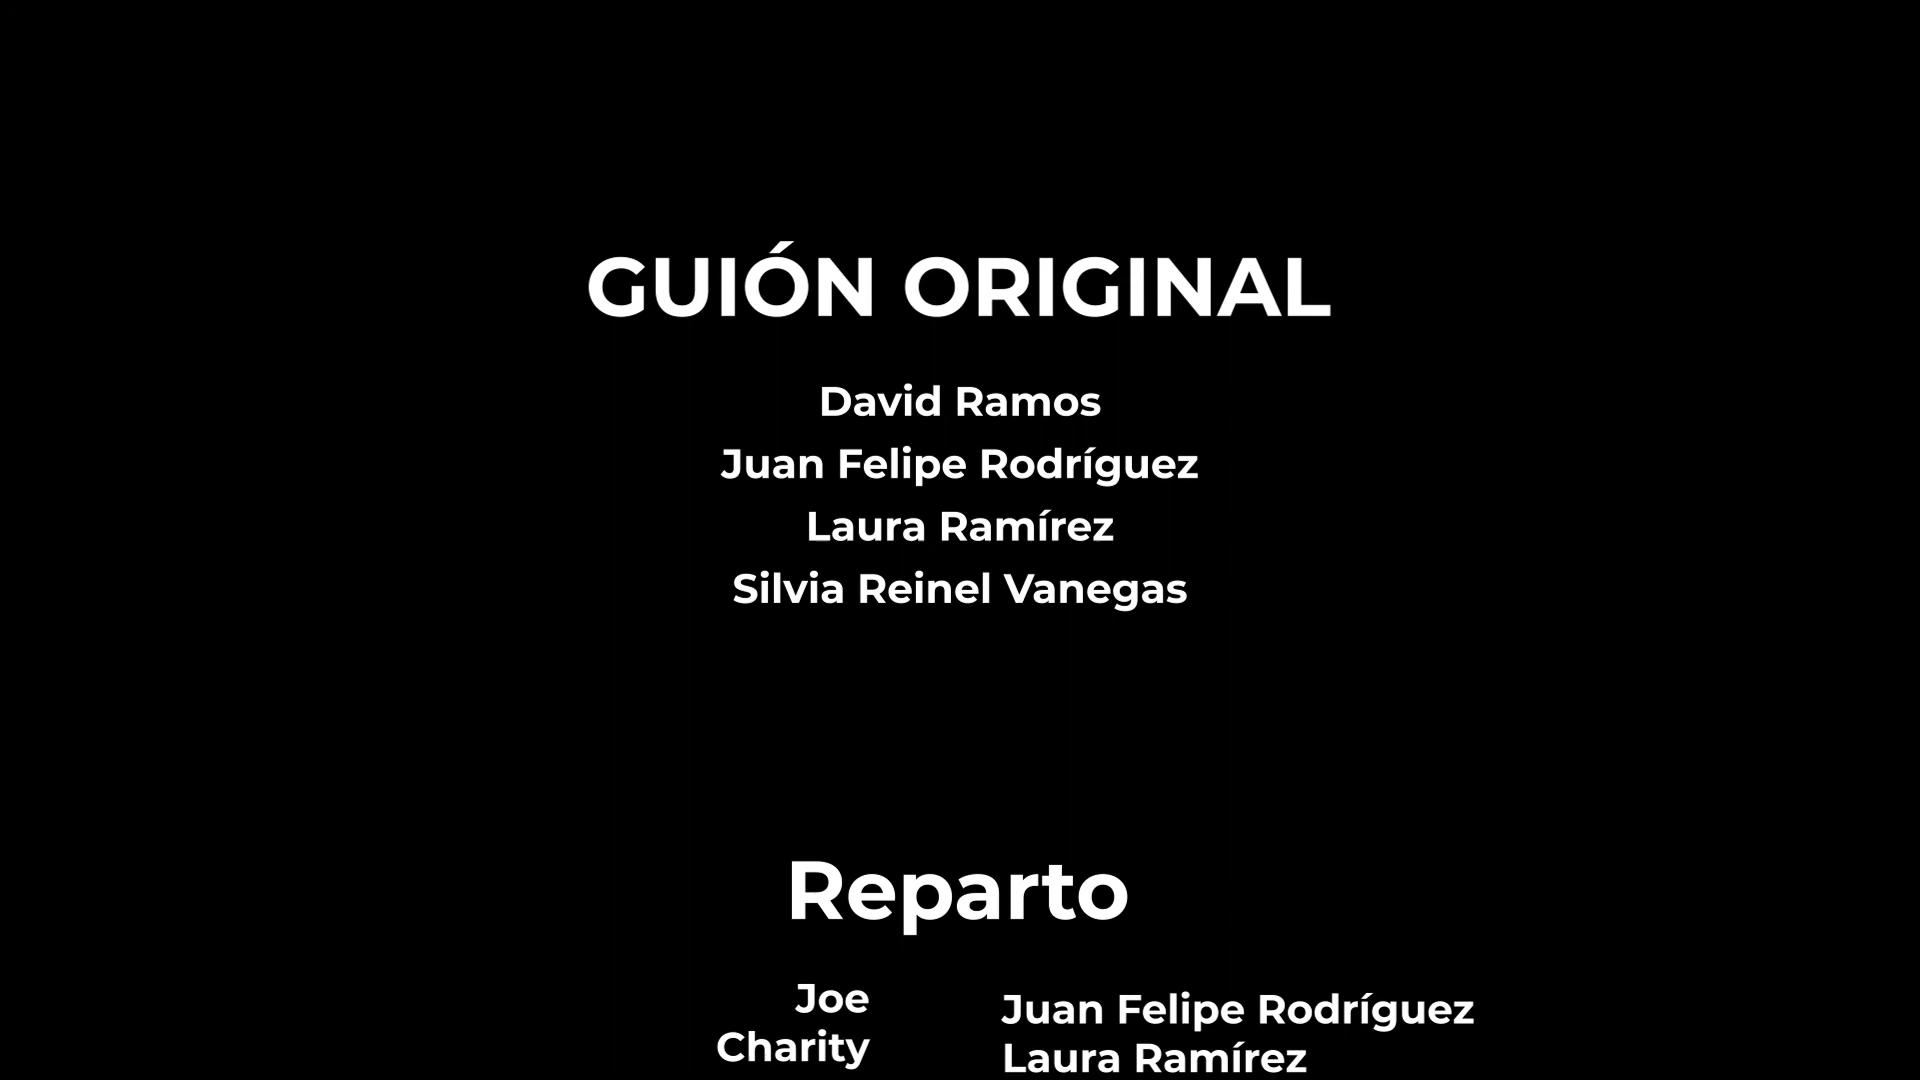 GUIÓN ORIGINAL
David Ramos
Juan Felipe Rodríguez
Laura Ramírez
Silvia Reinel Vanegas
Reparto
Joe Juan Felipe Rodríguez
Charity Laura Ramírez